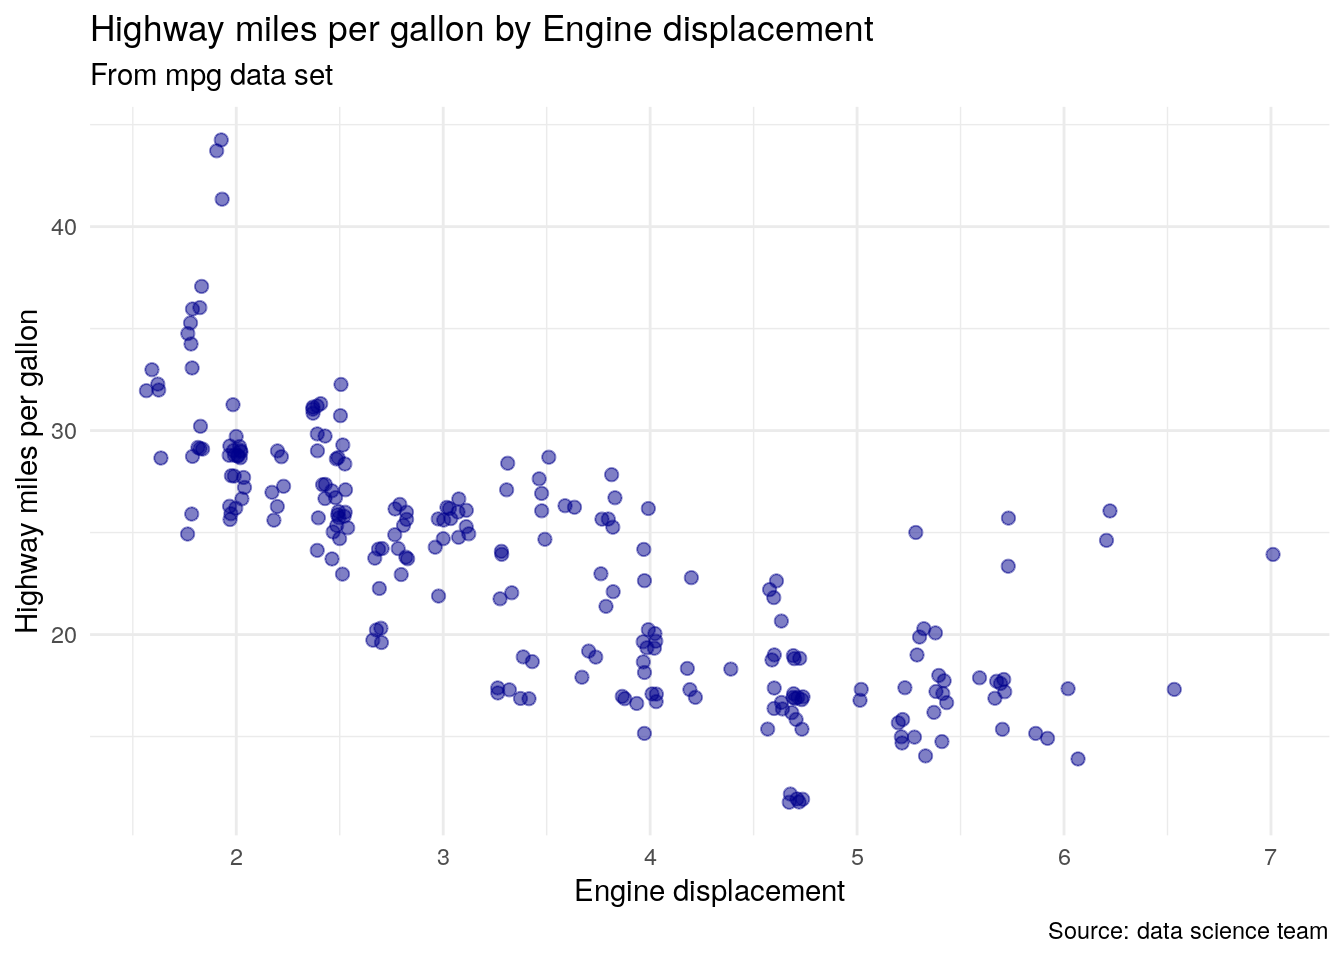 Highway miles per gallon by Engine displacement
From mpg data set
Highway miles per gallon
40
30
20
2 3 4 5 6 7
Engine displacement
Source: data science team